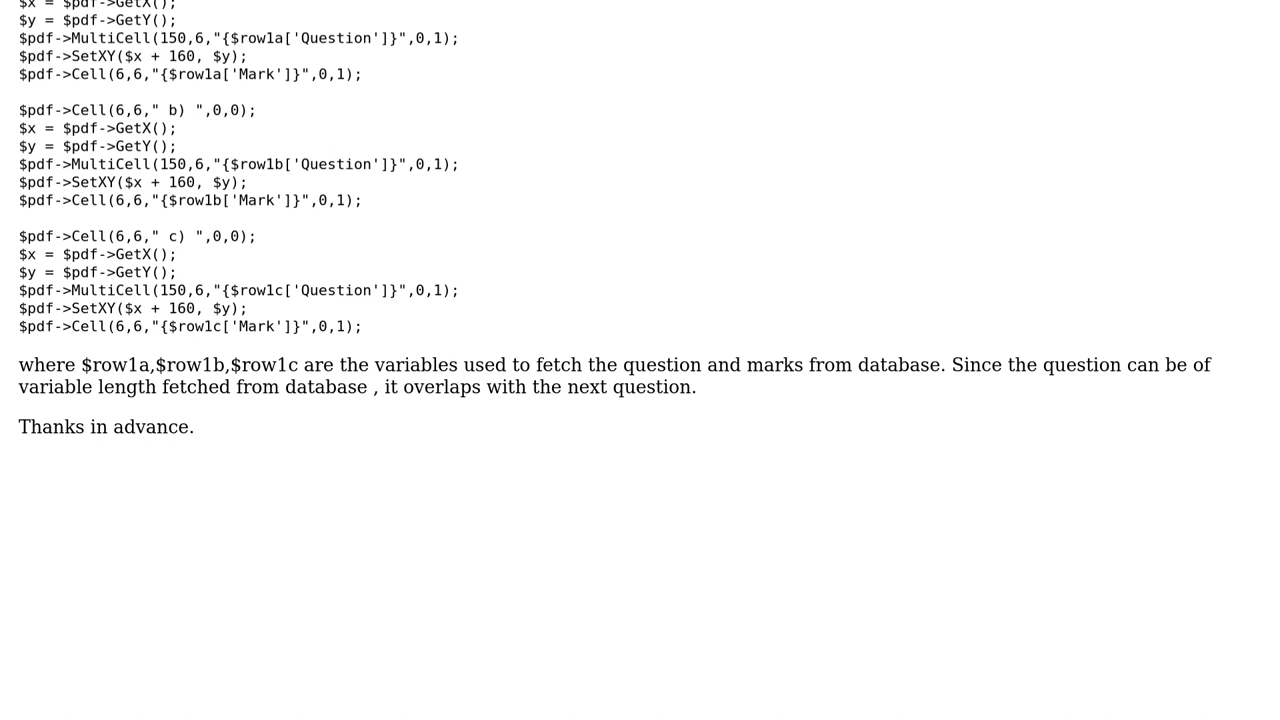 $x = $pdf->GetX();
$y = $pdf->GetY();
$pdf->MultiCell(150,6,"{$row1a['Question']}",0,1);
$pdf->SetXY($x + 160, $y);
$pdf->Cell(6,6,"{$row1a['Mark']}",0,1);
$pdf->Cell(6,6," b) ",0,0);
$x = $pdf->GetX();
$y = $pdf->GetY();
$pdf->MultiCell(150,6,"{$row1b['Question']}",0,1);
$pdf->SetXY($x + 160, $y);
$pdf->Cell(6,6,"{$row1b['Mark']}",0,1);
$pdf->Cell(6,6," c) ",0,0);
$x = $pdf->GetX();
$y = $pdf->GetY();
$pdf->MultiCell(150,6,"{$row1c['Question']}",0,1);
$pdf->SetXY($x + 160, $y);
$pdf->Cell(6,6,"{$row1c['Mark']}",0,1);
where $row1a,$row1b,$row1c are the variables used to fetch the question and marks from database. Since the question can be of
variable length fetched from database , it overlaps with the next question.
Thanks in advance.